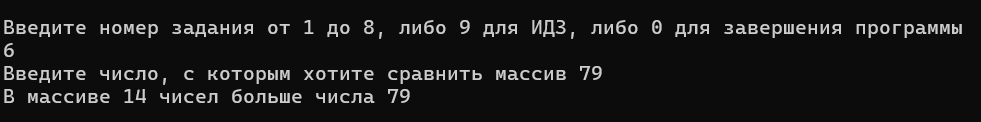 Введите номер задания от 1 до 8, либо 9 для ИДЗ, либо 0 для завершения программы
6
Введите число, с которым хотите сравнить массив 79
В массиве 14 чисел больше числа 79